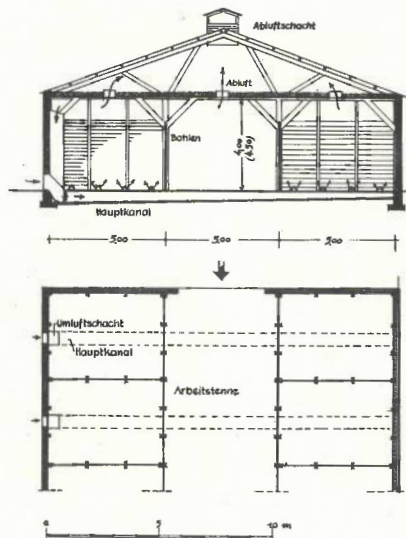 Abluftschacht
Abluft
Bohlen
4,00
(4,50)
Hauptkanal
5,00
5,00
5,00
Umluftschacht
Hauptkanal
Arbeitstenne
0
5
10 m